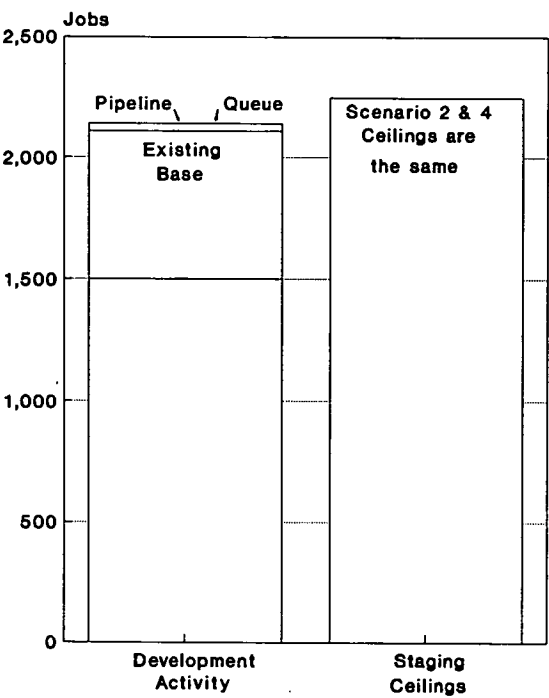 Jobs
2,500
Pipeline Queue
Scenario 2 & 4
Ceilings are
the same
Existing
Base
2,000
1,500
1,000
500
0
Development
Activity
Staging
Ceilings